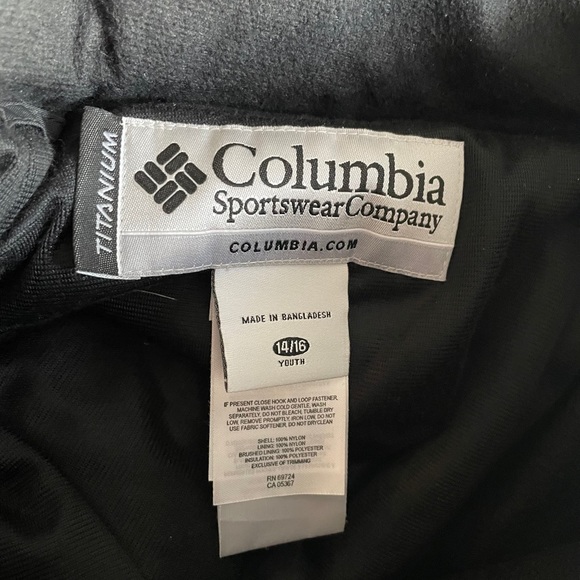 TITANIUM
Columbia
Sportswear Company
COLUMBIA.COM
MADE IN BANGLADESH
14/16
YOUTH
IF PRESENT CLOSE HOOK AND LOOP FASTENER,
MACHINE WASH COLD GENTLE, WASH
SEPARATELY, DO NOT BLEACH, TUMBLE DRY
LOW, REMOVE PROMPTLY, IRON LOW, DO NOT
USE FABRIC SOFTENER, DO NOT DRYCLEAN
SHELL: 100% NYLON
LINING: 100% NYLON
BRUSHED LINING: 100% POLYESTER
INSULATION: 100% POLYESTER
EXCLUSIVE OF TRIMMING
RN 69724
CA 05367